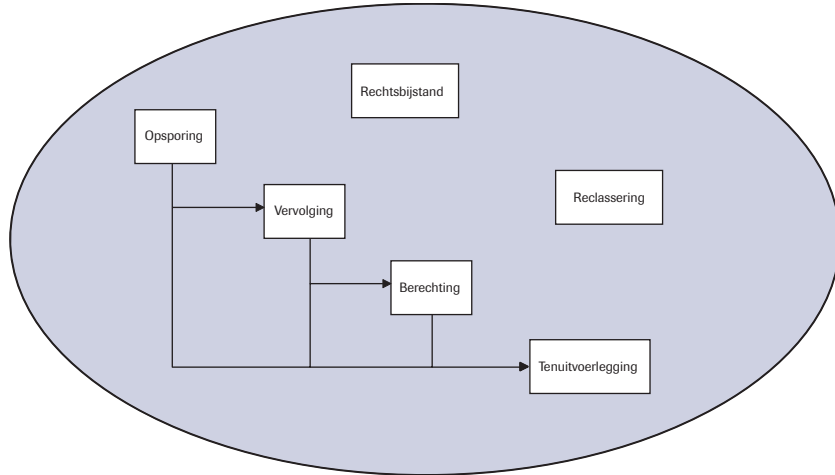 Rechtsbijstand
Opsporing
Reclassering
Vervolging
Berechting
Tenuitvoerlegging